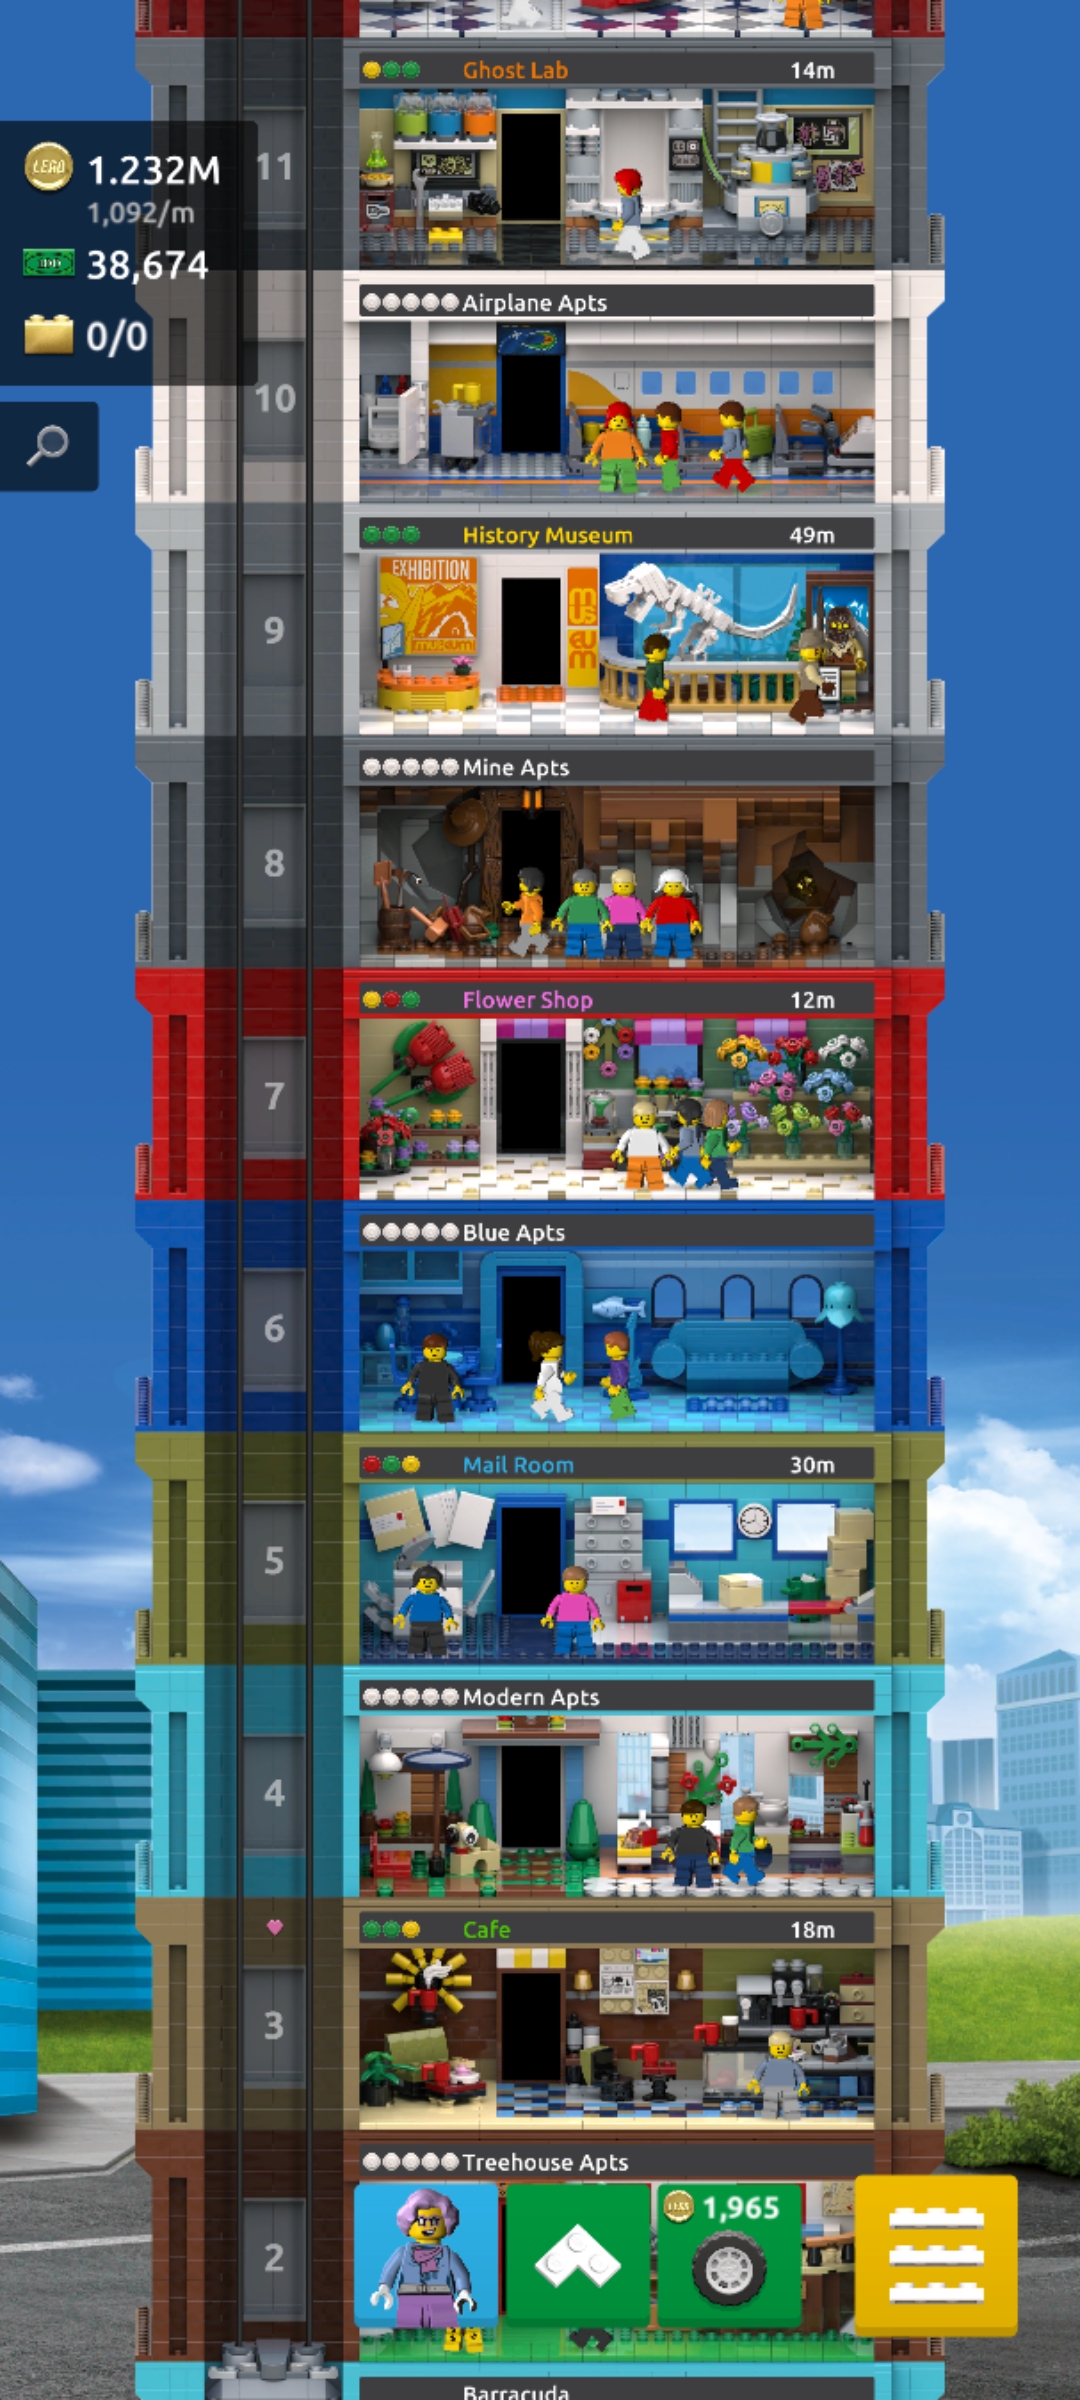 Ghost Lab 14m
11
LEGO 1.232M
1,092/m
38,674
0/0
Airplane Apts
10
History Museum 49m
EXHIBITION
museum
mus
eum
9
Mine Apts
8
Flower Shop 12m
7
Blue Apts
6
Mail Room 30m
5
Modern Apts
4
Cafe 18m
3
Treehouse Apts
LEGO 1,965
2
Barracuda